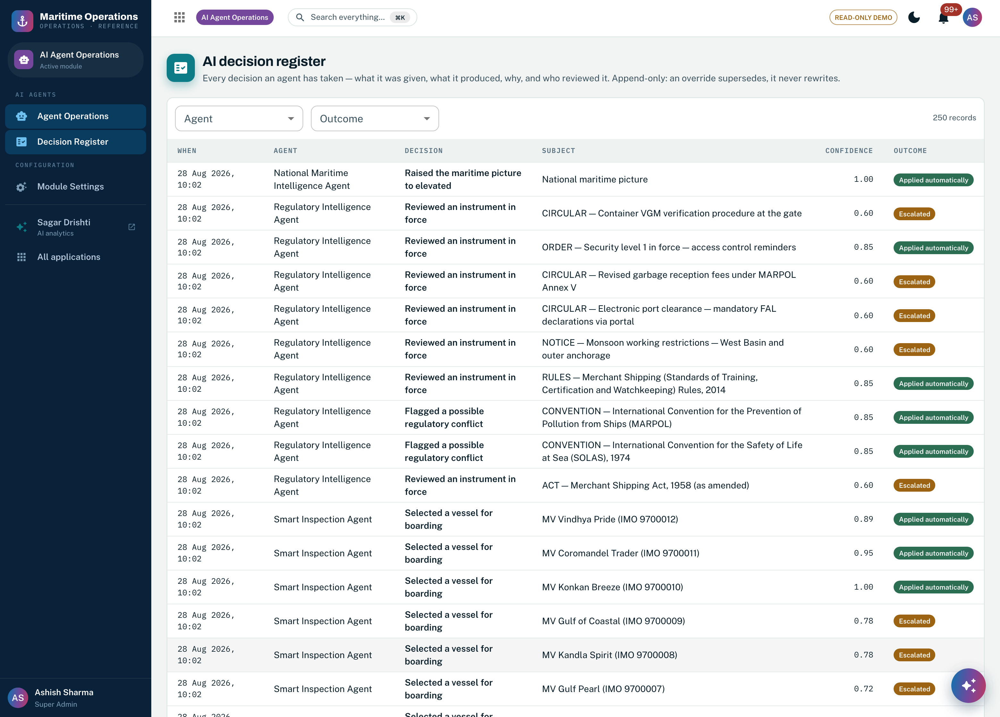 Maritime Operations
OPERATIONS · REFERENCE
AI Agent Operations
Active module
AI AGENTS
Agent Operations
Decision Register
CONFIGURATION
Module Settings
Sagar Drishti
AI analytics
All applications
AS
Ashish Sharma
Super Admin
AI Agent Operations
Search everything...
⌘K
READ-ONLY DEMO
99+
AS
AI decision register
Every decision an agent has taken — what it was given, what it produced, why, and who reviewed it. Append-only: an override supersedes, it never rewrites.
Agent
Outcome
250 records
WHEN AGENT DECISION SUBJECT CONFIDENCE OUTCOME
28 Aug 2026, National Maritime Raised the maritime picture
10:02 Intelligence Agent to elevated National maritime picture 1.00 Applied automatically
28 Aug 2026, Regulatory Intelligence Reviewed an instrument in
10:02 Agent force CIRCULAR — Container VGM verification procedure at the gate 0.60 Escalated
28 Aug 2026, Regulatory Intelligence Reviewed an instrument in
10:02 Agent force ORDER — Security level 1 in force — access control reminders 0.85 Applied automatically
28 Aug 2026, Regulatory Intelligence Reviewed an instrument in CIRCULAR — Revised garbage reception fees under MARPOL
10:02 Agent force Annex V 0.60 Escalated
28 Aug 2026, Regulatory Intelligence Reviewed an instrument in CIRCULAR — Electronic port clearance — mandatory FAL
10:02 Agent force declarations via portal 0.60 Escalated
28 Aug 2026, Regulatory Intelligence Reviewed an instrument in NOTICE — Monsoon working restrictions — West Basin and
10:02 Agent force outer anchorage 0.60 Escalated
28 Aug 2026, Regulatory Intelligence Reviewed an instrument in RULES — Merchant Shipping (Standards of Training,
10:02 Agent force Certification and Watchkeeping) Rules, 2014 0.85 Applied automatically
28 Aug 2026, Regulatory Intelligence Flagged a possible CONVENTION — International Convention for the Prevention of
10:02 Agent regulatory conflict Pollution from Ships (MARPOL) 0.85 Applied automatically
28 Aug 2026, Regulatory Intelligence Flagged a possible CONVENTION — International Convention for the Safety of Life
10:02 Agent regulatory conflict at Sea (SOLAS), 1974 0.85 Applied automatically
28 Aug 2026, Regulatory Intelligence Reviewed an instrument in
10:02 Agent force ACT — Merchant Shipping Act, 1958 (as amended) 0.60 Escalated
28 Aug 2026, Selected a vessel for
10:02 Smart Inspection Agent boarding MV Vindhya Pride (IMO 9700012) 0.89 Applied automatically
28 Aug 2026, Selected a vessel for
10:02 Smart Inspection Agent boarding MV Coromandel Trader (IMO 9700011) 0.95 Applied automatically
28 Aug 2026, Selected a vessel for
10:02 Smart Inspection Agent boarding MV Konkan Breeze (IMO 9700010) 1.00 Applied automatically
28 Aug 2026, Selected a vessel for
10:02 Smart Inspection Agent boarding MV Gulf of Coastal (IMO 9700009) 0.78 Escalated
28 Aug 2026, Selected a vessel for
10:02 Smart Inspection Agent boarding MV Kandla Spirit (IMO 9700008) 0.78 Escalated
28 Aug 2026, Selected a vessel for
10:02 Smart Inspection Agent boarding MV Gulf Pearl (IMO 9700007) 0.72 Escalated
28 Aug 2026, Selected a vessel for